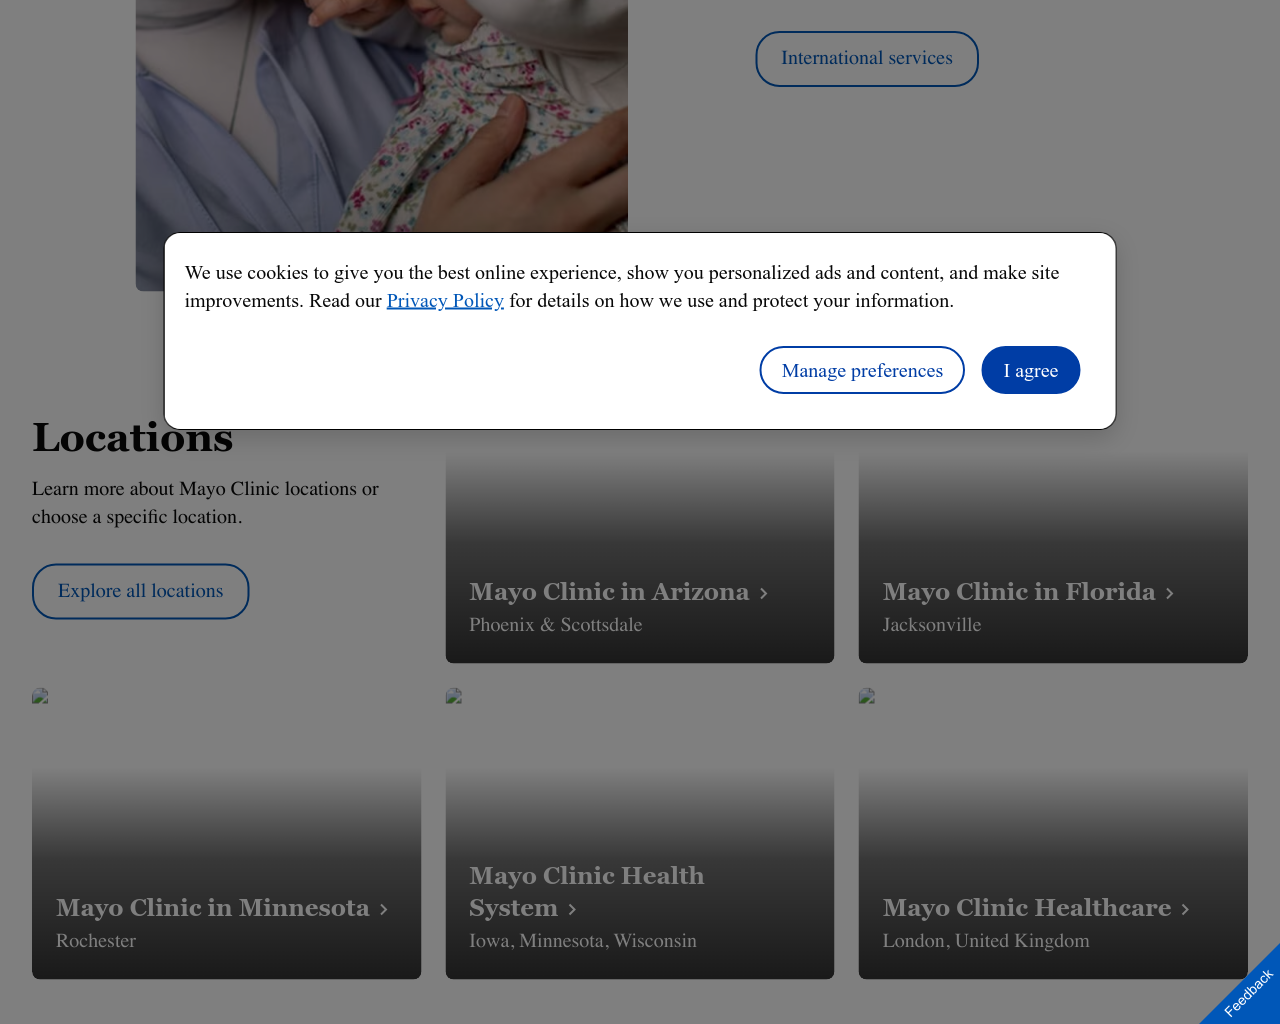 International services
We use cookies to give you the best online experience, show you personalized ads and content, and make site
improvements. Read our Privacy Policy for details on how we use and protect your information.
Manage preferences
I agree
Locations
Learn more about Mayo Clinic locations or
choose a specific location.
Explore all locations
Mayo Clinic in Arizona
Phoenix & Scottsdale
Mayo Clinic in Florida
Jacksonville
Mayo Clinic in Minnesota
Rochester
Mayo Clinic Health
System
Iowa, Minnesota, Wisconsin
Mayo Clinic Healthcare
London, United Kingdom
Feedback